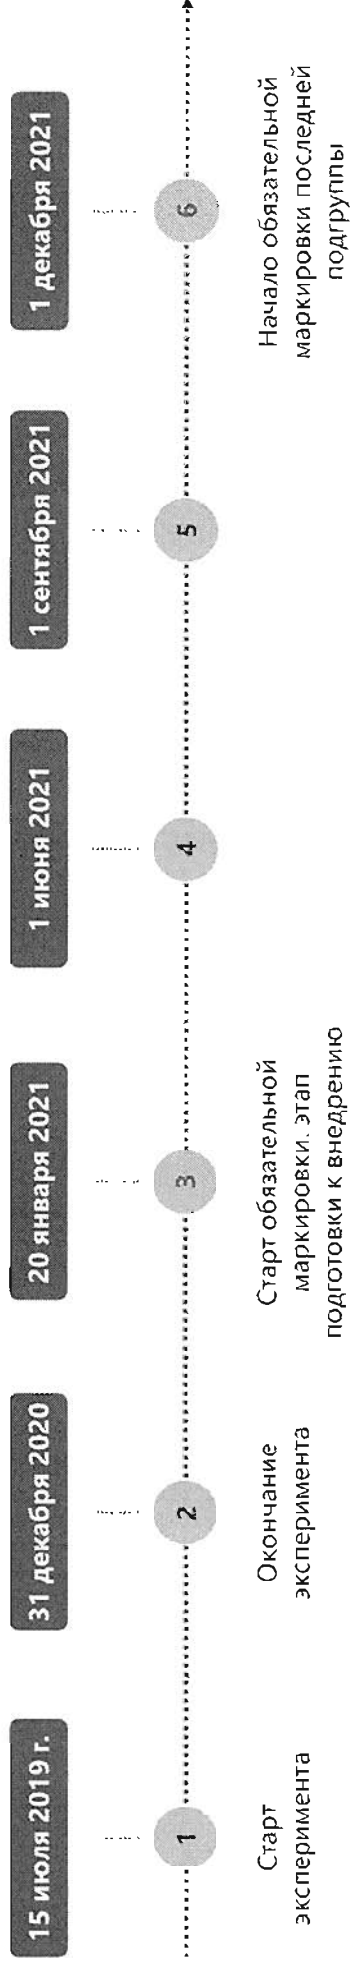 15 июля 2019 г.
31 декабря 2020
20 января 2021
1 июня 2021
1 сентября 2021
1 декабря 2021
1
2
3
4
5
6
Старт
эксперимента
Окончание
эксперимента
Старт обязательной
маркировки. этап
подготовки к внедрению
Начало обязательной
маркировки последней
подгруппы